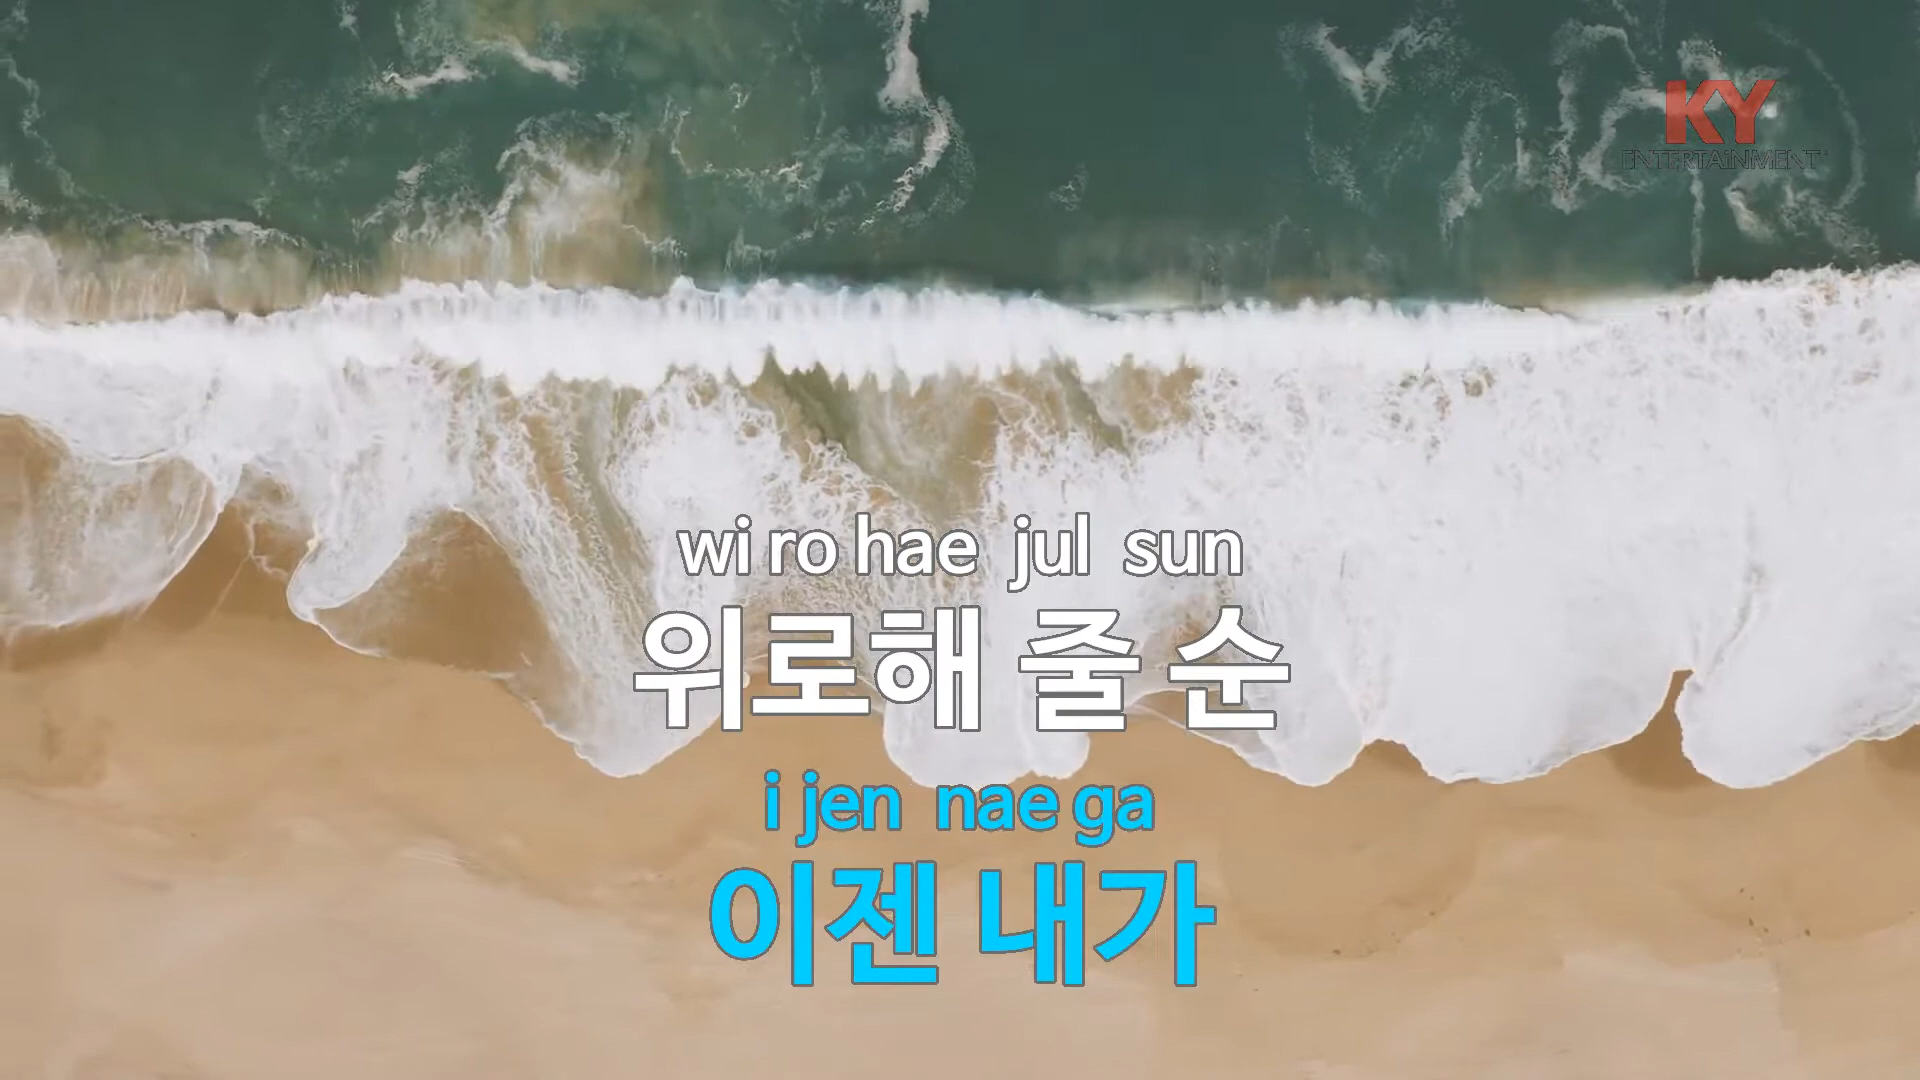 KY
ENTERTAINMENT
wi ro hae jul sun
위로해 줄 순
i jen nae ga
이젠 내가